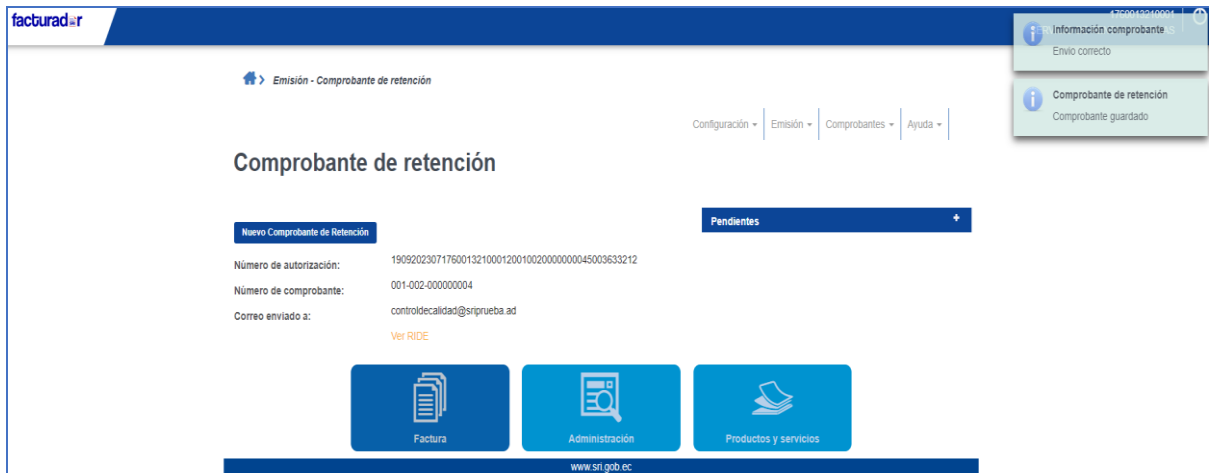 facturador
1760013210001
Información comprobante
Envio correcto
Comprobante de retención
Comprobante guardado
Emisión - Comprobante de retención
Configuración
Emisión
Comprobantes
Ayuda
Comprobante de retención
Pendientes +
Nuevo Comprobante de Retención
Número de autorización: 1909202307176001321000120010020000000045003633212
Número de comprobante: 001-002-000000004
Correo enviado a: controldecalidad@sriprueba.ad
Ver RIDE
Factura
Administración
Productos y servicios
www.sri.gob.ec